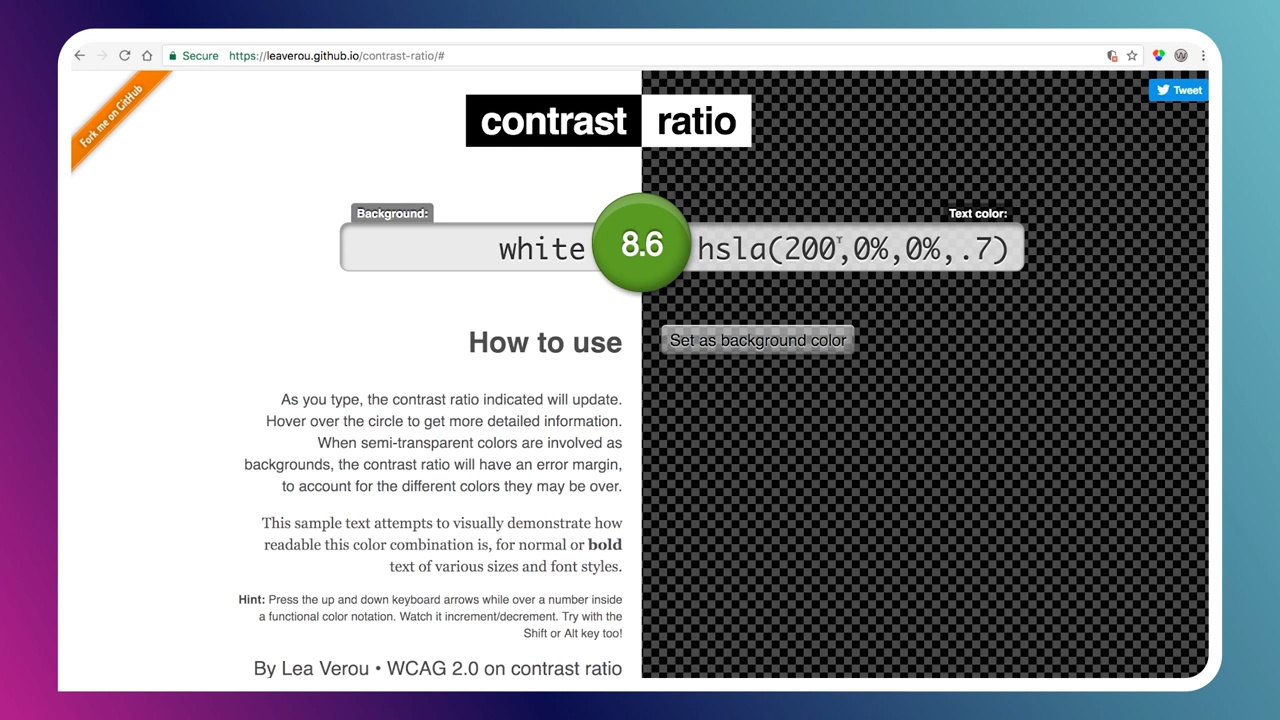 Secure https://leaverou.github.io/contrast-ratio/#
Fork me on GitHub
Tweet
contrast ratio
Background:
Text color:
white 8.6 hsla(200,0%,0%,.7)
How to use
Set as background color
As you type, the contrast ratio indicated will update.
Hover over the circle to get more detailed information.
When semi-transparent colors are involved as
backgrounds, the contrast ratio will have an error margin,
to account for the different colors they may be over.
This sample text attempts to visually demonstrate how
readable this color combination is, for normal or bold
text of various sizes and font styles.
Hint: Press the up and down keyboard arrows while over a number inside
a functional color notation. Watch it increment/decrement. Try with the
Shift or Alt key too!
By Lea Verou • WCAG 2.0 on contrast ratio